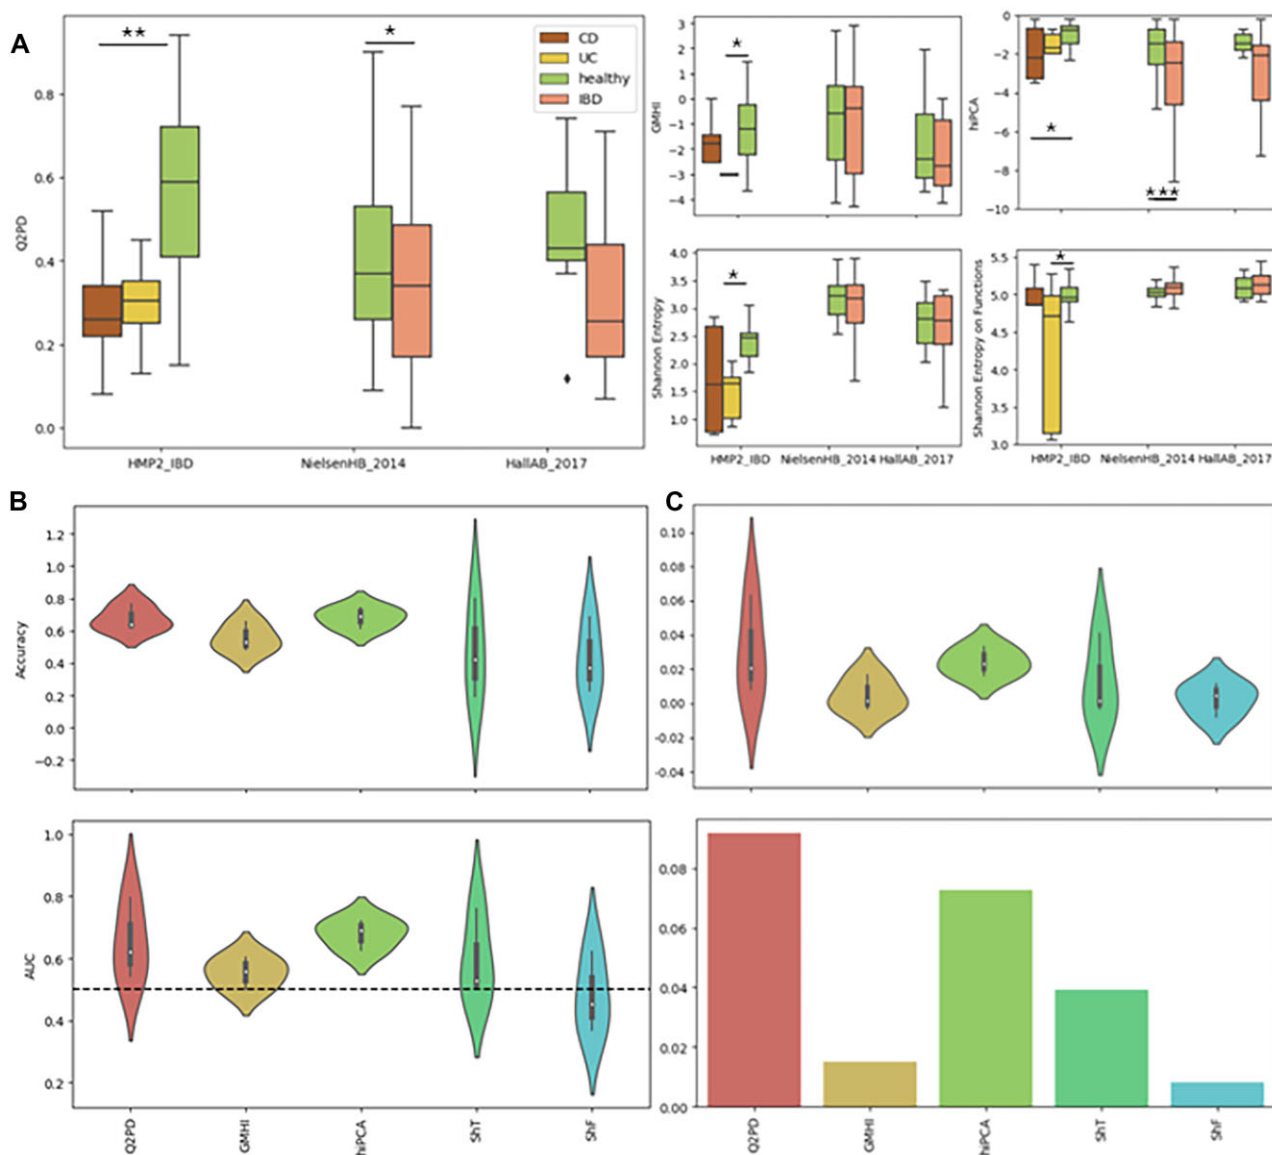 A
**
*
CD
UC
healthy
IBD
Q2PD
0.8
0.6
0.4
0.2
0.0
HMP2_IBD
NielsenHB_2014
HallAB_2017
GMHI
3
2
1
0
−1
−2
−3
−4
*
hiPCA
0
−2
−4
−6
−8
−10
*
***
Shannon Entropy
4.0
3.5
3.0
2.5
2.0
1.5
1.0
*
HMP2_IBD
NielsenHB_2014
HallAB_2017
Shannon Entropy on Functions
5.5
5.0
4.5
4.0
3.5
3.0
*
HMP2_IBD
NielsenHB_2014
HallAB_2017
B
Accuracy
1.2
1.0
0.8
0.6
0.4
0.2
0.0
−0.2
AUC
1.0
0.8
0.6
0.4
0.2
Q2PD
GMHI
hiPCA
ShT
ShF
C
0.10
0.08
0.06
0.04
0.02
0.00
-0.02
-0.04
0.08
0.06
0.04
0.02
0.00
Q2PD
GMHI
hiPCA
ShT
ShF